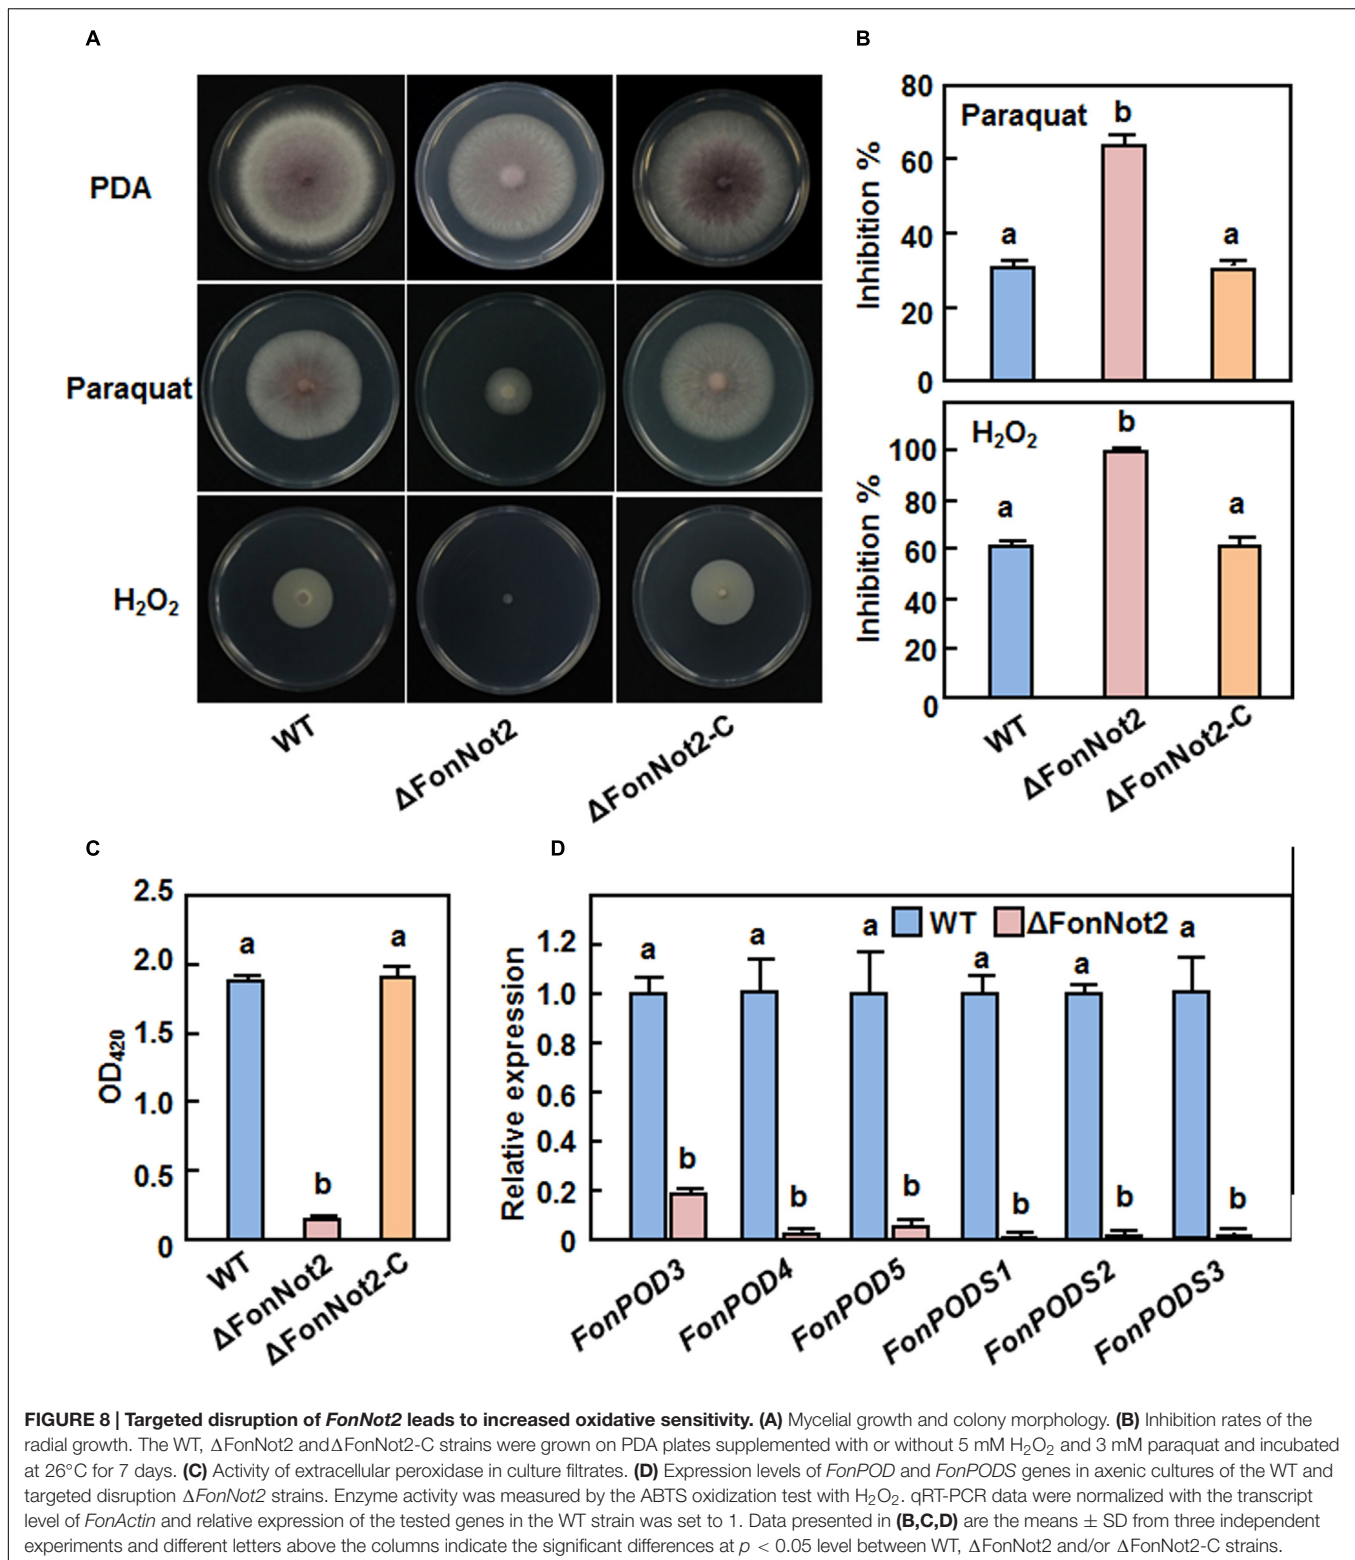 A
PDA
Paraquat
H₂O₂
WT
ΔFonNot2
ΔFonNot2-C
B
Paraquat
Inhibition %
80
60
40
20
0
a
b
a
H₂O₂
Inhibition %
100
80
60
40
20
0
a
b
a
WT
ΔFonNot2
ΔFonNot2-C
C
OD₄₂₀
2.5
2.0
1.5
1.0
0.5
0
a
b
a
WT
ΔFonNot2
ΔFonNot2-C
D
WT ΔFonNot2
Relative expression
1.2
1.0
0.8
0.6
0.4
0.2
0
a b
a b
a b
a b
a b
a b
FonPOD3
FonPOD4
FonPOD5
FonPODS1
FonPODS2
FonPODS3
FIGURE 8 | Targeted disruption of FonNot2 leads to increased oxidative sensitivity. (A) Mycelial growth and colony morphology. (B) Inhibition rates of the
radial growth. The WT, ΔFonNot2 andΔFonNot2-C strains were grown on PDA plates supplemented with or without 5 mM H₂O₂ and 3 mM paraquat and incubated
at 26°C for 7 days. (C) Activity of extracellular peroxidase in culture filtrates. (D) Expression levels of FonPOD and FonPODS genes in axenic cultures of the WT and
targeted disruption ΔFonNot2 strains. Enzyme activity was measured by the ABTS oxidization test with H₂O₂. qRT-PCR data were normalized with the transcript
level of FonActin and relative expression of the tested genes in the WT strain was set to 1. Data presented in (B,C,D) are the means ± SD from three independent
experiments and different letters above the columns indicate the significant differences at p < 0.05 level between WT, ΔFonNot2 and/or ΔFonNot2-C strains.